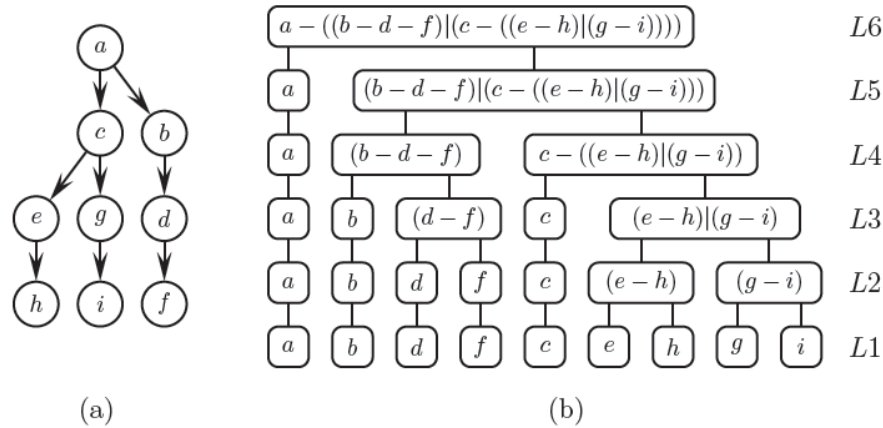 a
c b
e g d
h i f
(a)
a − ((b − d − f)|(c − ((e − h)|(g − i)))) L6
a (b − d − f)|(c − ((e − h)|(g − i))) L5
a (b − d − f) c − ((e − h)|(g − i)) L4
a b (d − f) c (e − h)|(g − i) L3
a b d f c (e − h) (g − i) L2
a b d f c e h g i L1
(b)